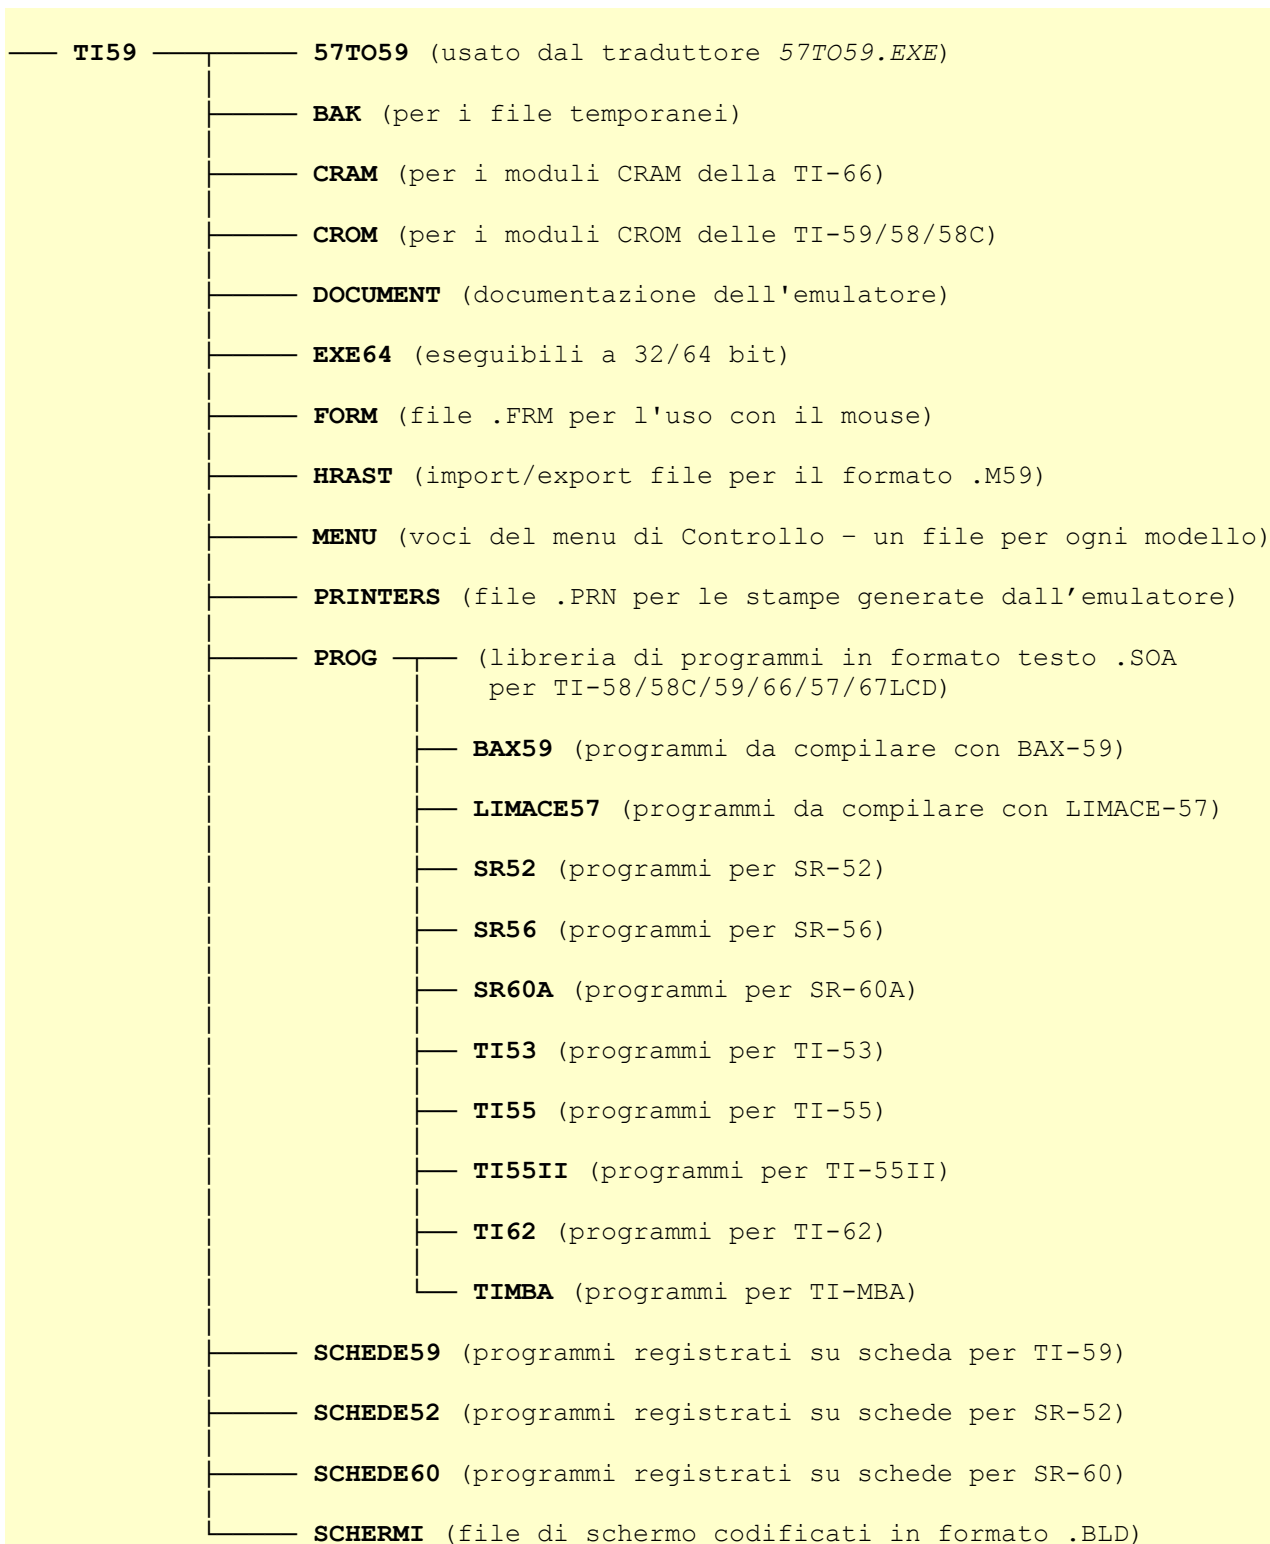 TI59 57TO59 (usato dal traduttore 57TO59.EXE)
BAK (per i file temporanei)
CRAM (per i moduli CRAM della TI-66)
CROM (per i moduli CROM delle TI-59/58/58C)
DOCUMENT (documentazione dell'emulatore)
EXE64 (eseguibili a 32/64 bit)
FORM (file .FRM per l'uso con il mouse)
HRAST (import/export file per il formato .M59)
MENU (voci del menu di Controllo – un file per ogni modello)
PRINTERS (file .PRN per le stampe generate dall’emulatore)
PROG (libreria di programmi in formato testo .SOA
per TI-58/58C/59/66/57/67LCD)
BAX59 (programmi da compilare con BAX-59)
LIMACE57 (programmi da compilare con LIMACE-57)
SR52 (programmi per SR-52)
SR56 (programmi per SR-56)
SR60A (programmi per SR-60A)
TI53 (programmi per TI-53)
TI55 (programmi per TI-55)
TI55II (programmi per TI-55II)
TI62 (programmi per TI-62)
TIMBA (programmi per TI-MBA)
SCHEDE59 (programmi registrati su scheda per TI-59)
SCHEDE52 (programmi registrati su schede per SR-52)
SCHEDE60 (programmi registrati su schede per SR-60)
SCHERMI (file di schermo codificati in formato .BLD)